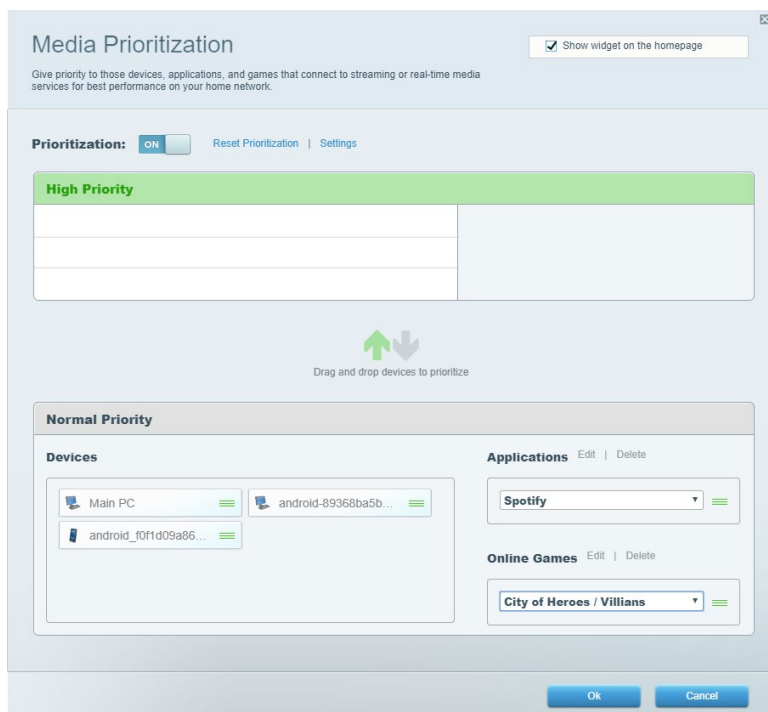 Media Prioritization
Show widget on the homepage
Give priority to those devices, applications, and games that connect to streaming or real-time media
services for best performance on your home network.
Prioritization: ON Reset Prioritization | Settings
High Priority
Drag and drop devices to prioritize
Normal Priority
Devices
Main PC
android-89368ba5b...
android_f0f1d09a86...
Applications Edit | Delete
Spotify
Online Games Edit | Delete
City of Heroes / Villians
Ok
Cancel